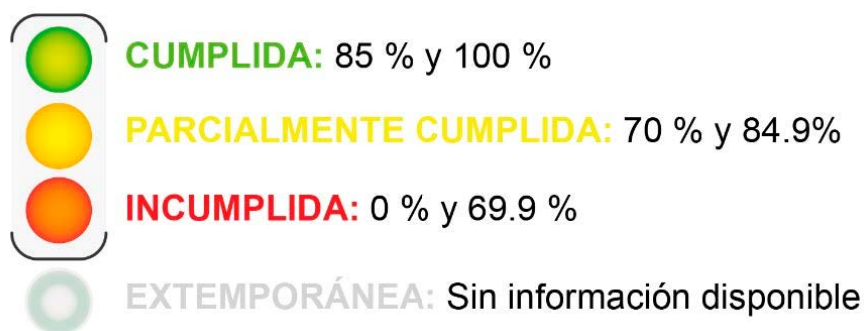 CUMPLIDA: 85 % y 100 %
PARCIALMENTE CUMPLIDA: 70 % y 84.9%
INCUMPLIDA: 0 % y 69.9 %
EXTEMPORÁNEA: Sin información disponible